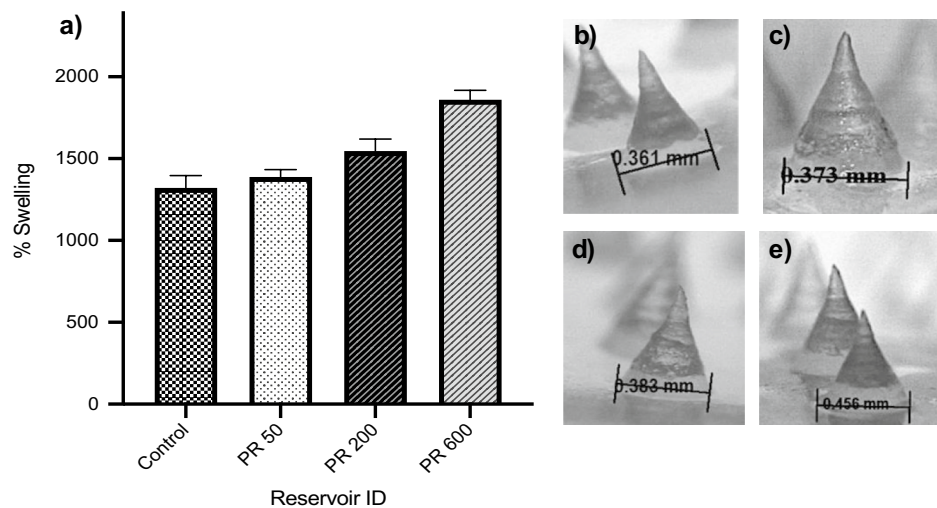 a)
% Swelling
2000
1500
1000
500
0
Control
PR 50
PR 200
PR 600
Reservoir ID
b)
0.361 mm
c)
0.373 mm
d)
0.383 mm
e)
0.456 mm